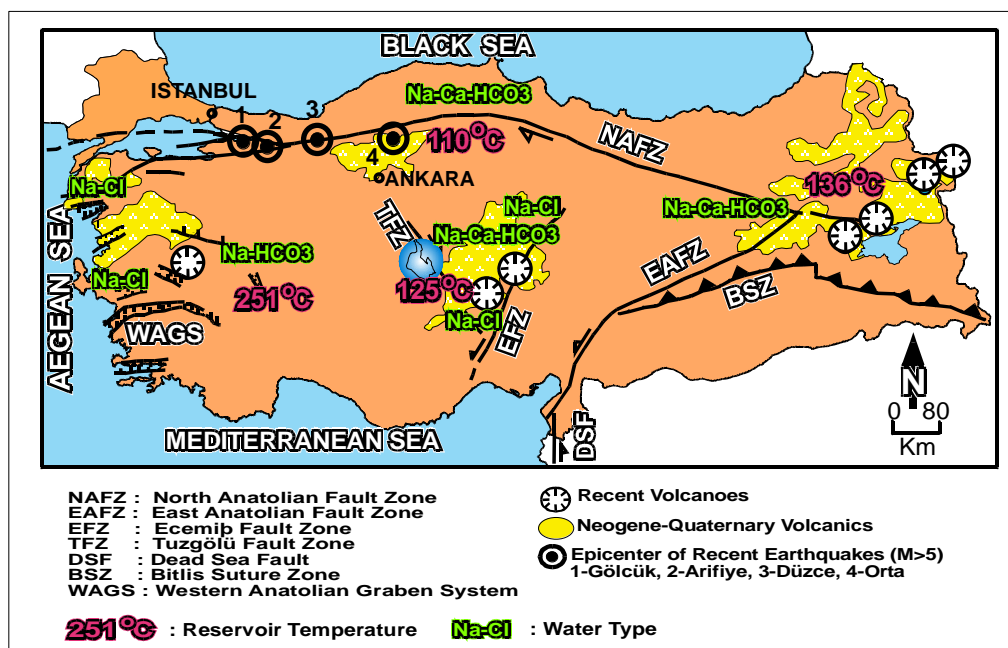 BLACK SEA
ISTANBUL
1
2
3
4
Na-Ca-HCO3
110 °C
NAFZ
ANKARA
136 °C
Na-Cl
TFZ
Na-Cl
Na-Ca-HCO3
Na-Ca-HCO3
AEGEAN SEA
Na-HCO3
Na-Cl
251 °C
125 °C
EAFZ
BSZ
Na-Cl
EFZ
WAGS
N
0 80
Km
MEDITERRANEAN SEA
DSF
NAFZ : North Anatolian Fault Zone
EAFZ : East Anatolian Fault Zone
EFZ : Ecemiþ Fault Zone
TFZ : Tuzgölü Fault Zone
DSF : Dead Sea Fault
BSZ : Bitlis Suture Zone
WAGS : Western Anatolian Graben System
Recent Volcanoes
Neogene-Quaternary Volcanics
Epicenter of Recent Earthquakes (M>5)
1-Gölcük, 2-Arifiye, 3-Düzce, 4-Orta
251 °C : Reservoir Temperature
Na-Cl : Water Type